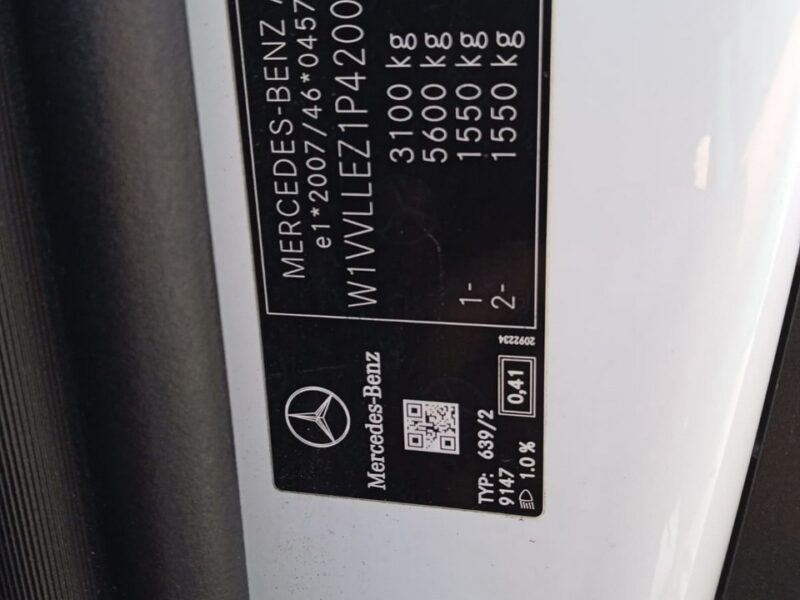 MERCEDES-BENZ
e1*2007/46*0457
W1VVLLEZ1P4200
3100 kg
5600 kg
1- 1550 kg
2- 1550 kg
Mercedes-Benz
TYP: 639/2
9147
1.0 %
0,41
2092234